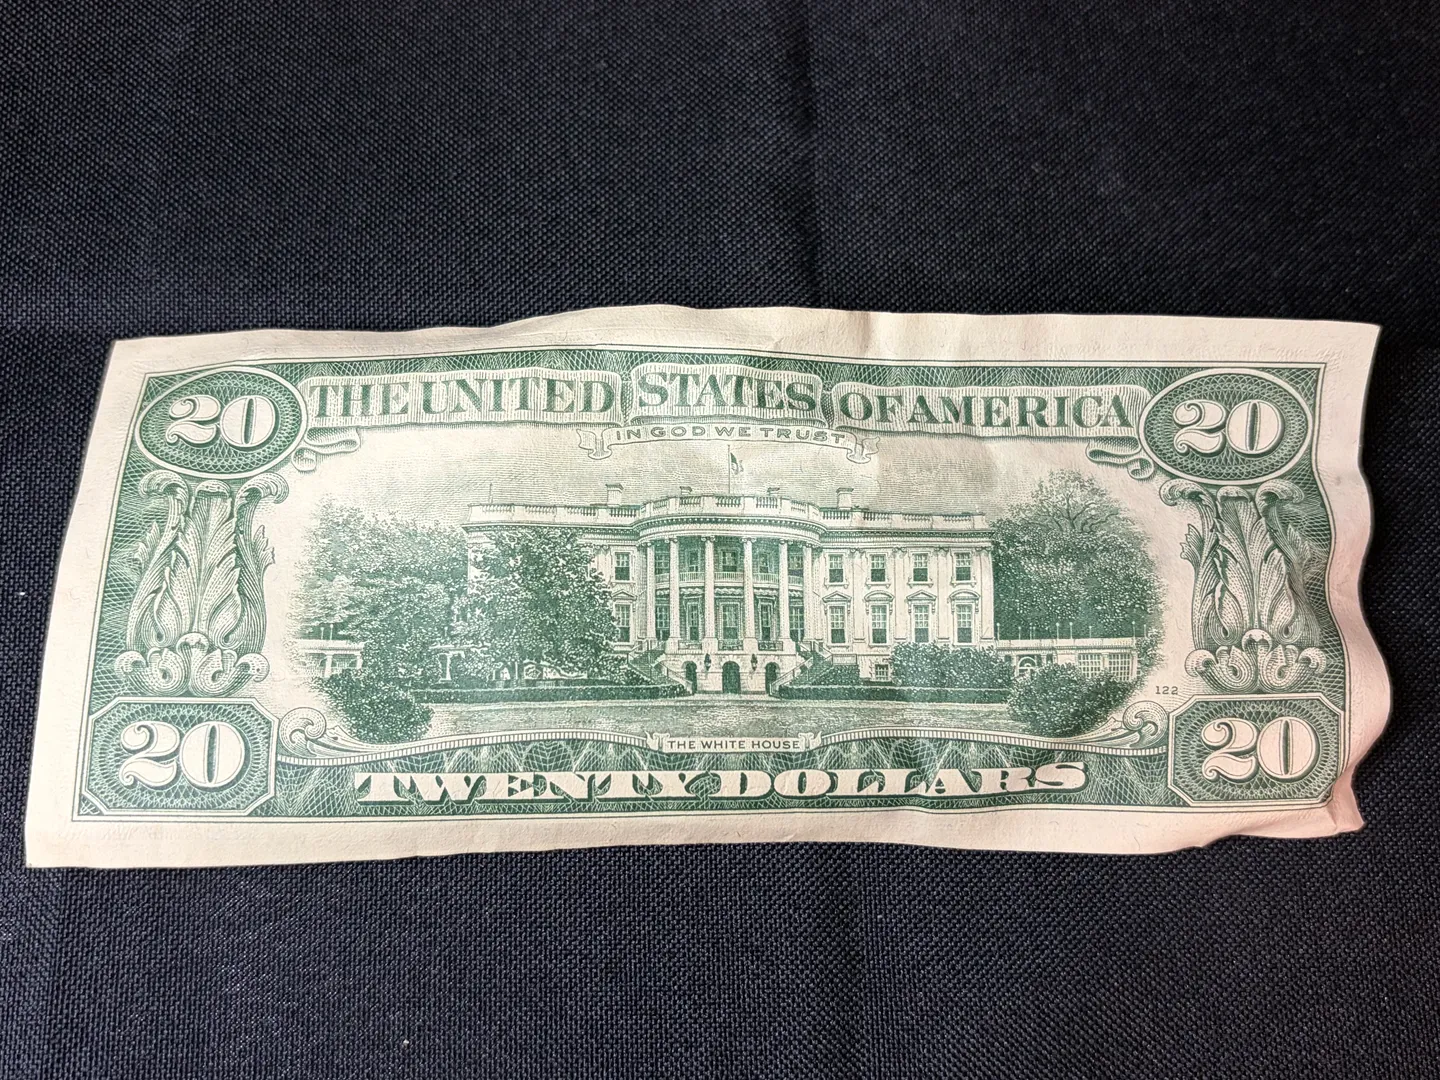 20 THE UNITED STATES OF AMERICA 20
IN GOD WE TRUST
122
THE WHITE HOUSE
20 TWENTY DOLLARS 20